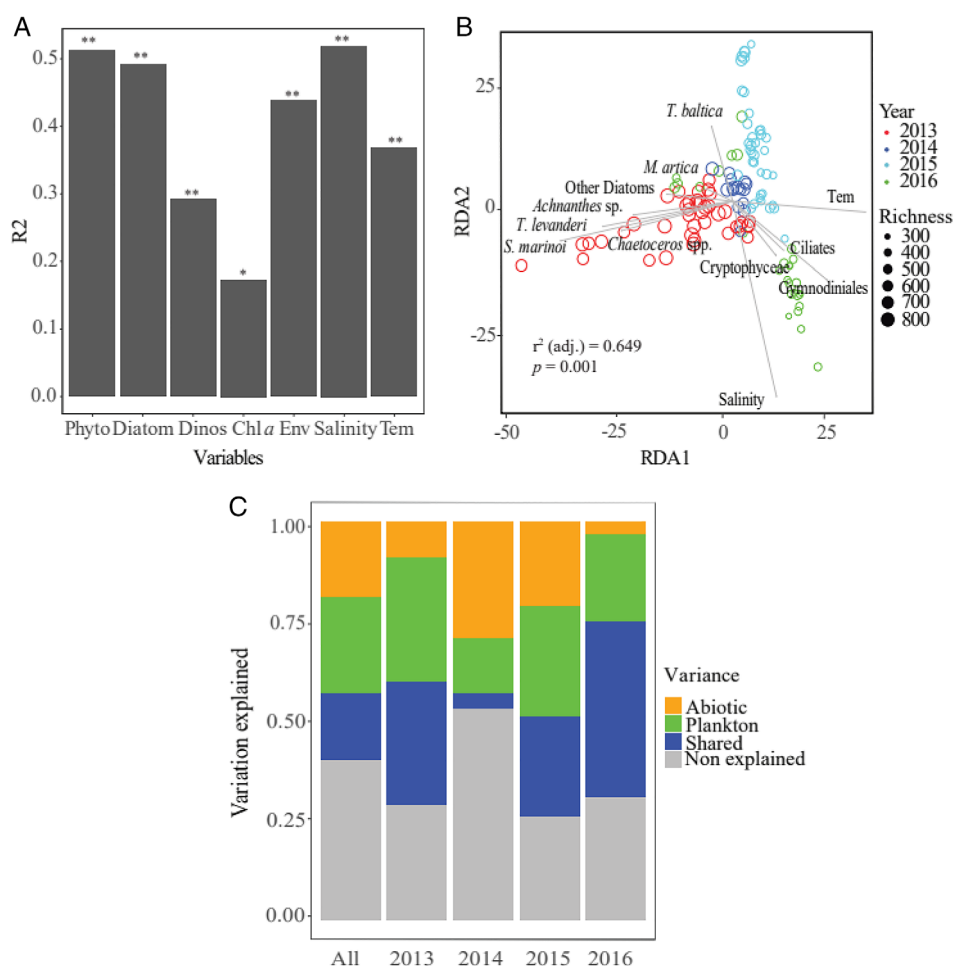 A
0.5
0.4
0.3
0.2
0.1
0.0
R2
**
**
**
*
**
**
**
Phyto Diatom Dinos Chl a Env Salinity Tem
Variables
B
25
0
-25
RDA2
T. baltica
M. artica
Other Diatoms
Achnanthes sp.
T. levanderi
S. marinoi
Chaetoceros spp.
Tem
Ciliates
Cryptophyceae
Gymnodiniales
Salinity
r² (adj.) = 0.649
p = 0.001
-50 -25 0 25
RDA1
Year
2013
2014
2015
2016
Richness
300
400
500
600
700
800
C
1.00
0.75
0.50
0.25
0.00
Variation explained
All 2013 2014 2015 2016
Variance
Abiotic
Plankton
Shared
Non explained